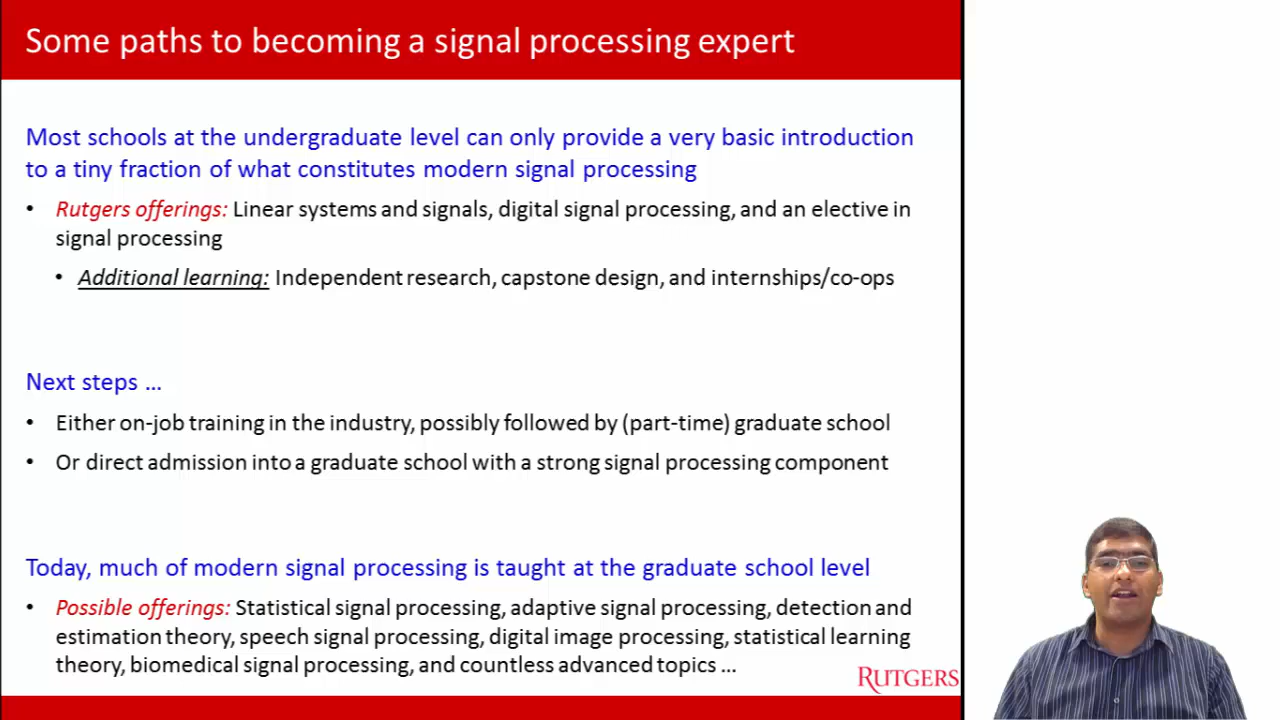 Some paths to becoming a signal processing expert
Most schools at the undergraduate level can only provide a very basic introduction
to a tiny fraction of what constitutes modern signal processing
• Rutgers offerings: Linear systems and signals, digital signal processing, and an elective in
signal processing
• Additional learning: Independent research, capstone design, and internships/co-ops
Next steps …
• Either on-job training in the industry, possibly followed by (part-time) graduate school
• Or direct admission into a graduate school with a strong signal processing component
Today, much of modern signal processing is taught at the graduate school level
• Possible offerings: Statistical signal processing, adaptive signal processing, detection and
estimation theory, speech signal processing, digital image processing, statistical learning
theory, biomedical signal processing, and countless advanced topics …
RUTGERS